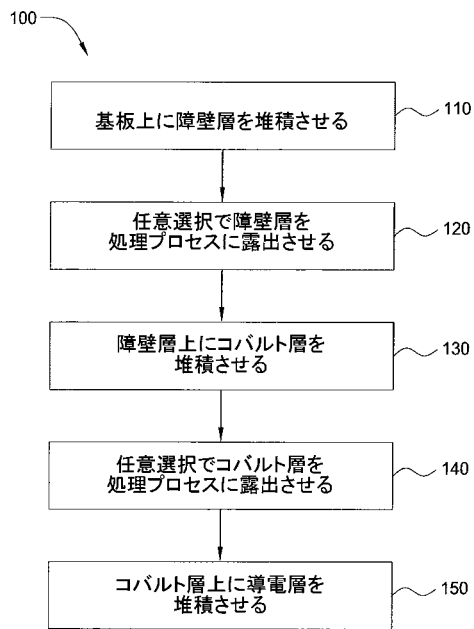 100
基板上に障壁層を堆積させる
110
任意選択で障壁層を
処理プロセスに露出させる
120
障壁層上にコバルト層を
堆積させる
130
任意選択でコバルト層を
処理プロセスに露出させる
140
コバルト層上に導電層を
堆積させる
150